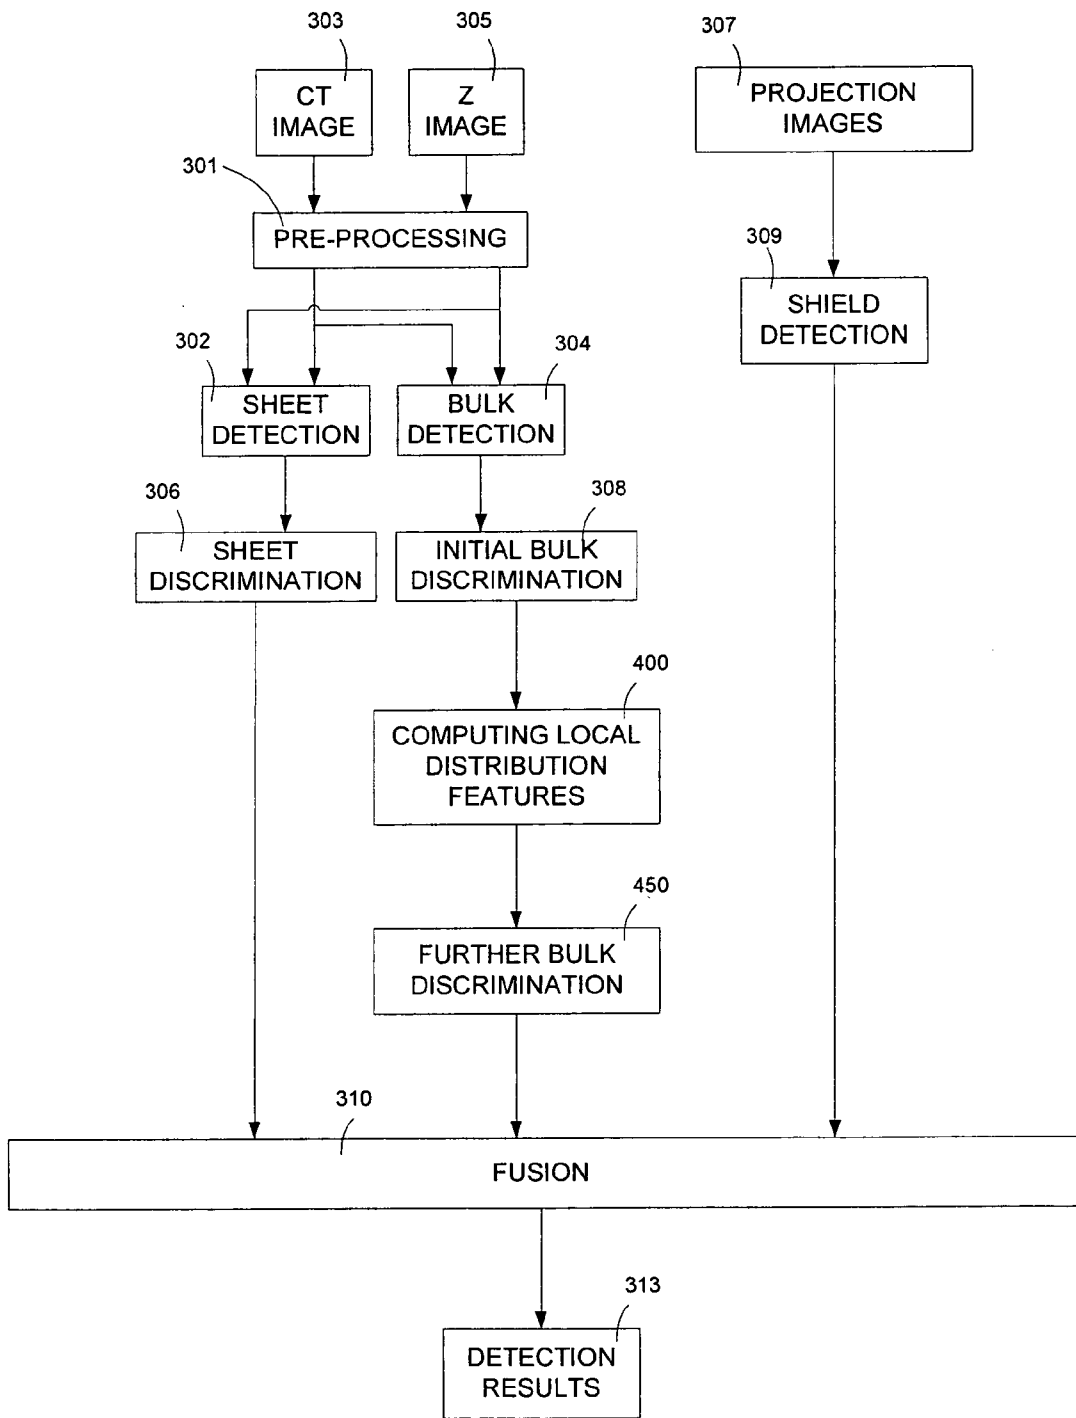 303
305
307
CT
IMAGE
Z
IMAGE
PROJECTION
IMAGES
301
PRE-PROCESSING
309
SHIELD
DETECTION
302
304
SHEET
DETECTION
BULK
DETECTION
306
308
SHEET
DISCRIMINATION
INITIAL BULK
DISCRIMINATION
400
COMPUTING LOCAL
DISTRIBUTION
FEATURES
450
FURTHER BULK
DISCRIMINATION
310
FUSION
313
DETECTION
RESULTS